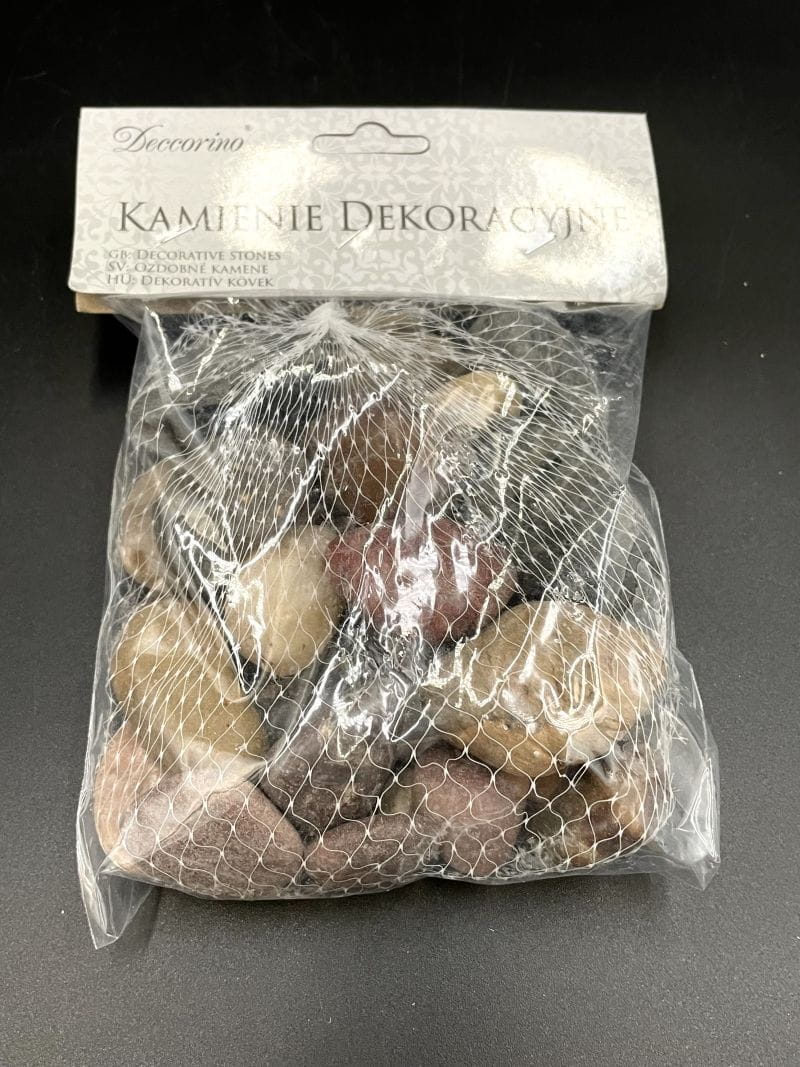 Deccorino®
KAMIENIE DEKORACYJNE
GB: DECORATIVE STONES
SV: OZDOBNÉ KAMENE
HU: DEKORATÍV KÖVEK